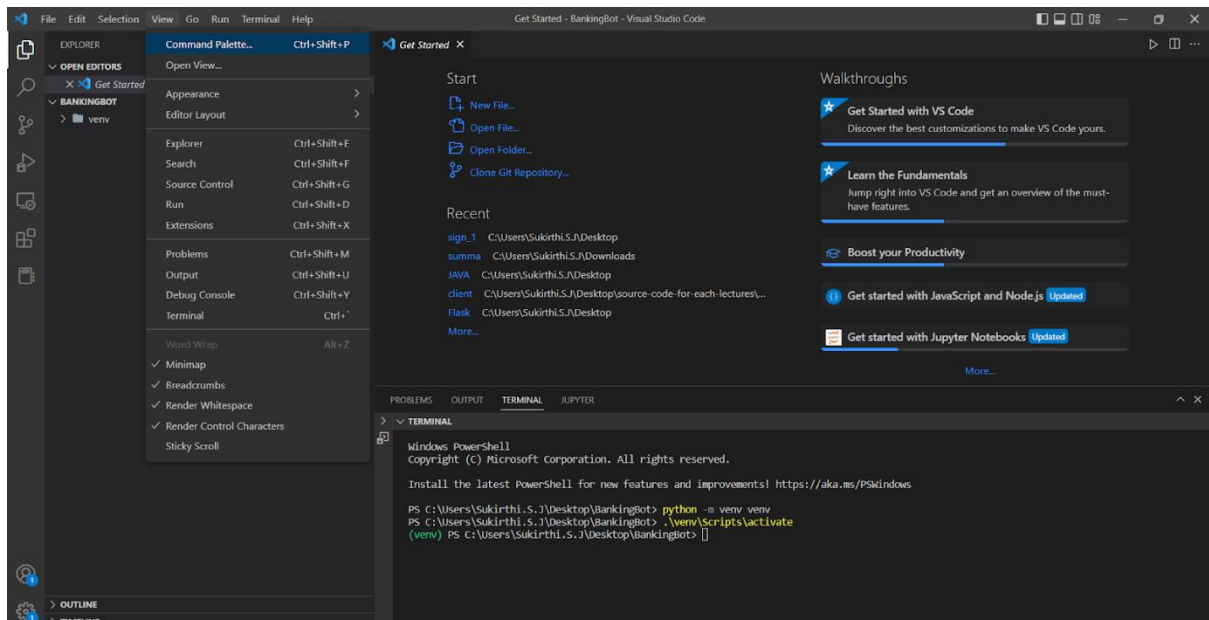 File Edit Selection View Go Run Terminal Help
Get Started - BankingBot - Visual Studio Code
EXPLORER
OPEN EDITORS
Get Started
BANKINGBOT
venv
OUTLINE
Command Palette... Ctrl+Shift+P
Open View...
Appearance
Editor Layout
Explorer Ctrl+Shift+E
Search Ctrl+Shift+F
Source Control Ctrl+Shift+G
Run Ctrl+Shift+D
Extensions Ctrl+Shift+X
Problems Ctrl+Shift+M
Output Ctrl+Shift+U
Debug Console Ctrl+Shift+Y
Terminal Ctrl+`
Word Wrap Alt+Z
Minimap
Breadcrumbs
Render Whitespace
Render Control Characters
Sticky Scroll
Get Started
Start
New File...
Open File...
Open Folder...
Clone Git Repository...
Recent
sign_1 C:\Users\Sukirthi.S.J\Desktop
summa C:\Users\Sukirthi.S.J\Downloads
JAVA C:\Users\Sukirthi.S.J\Desktop
client C:\Users\Sukirthi.S.J\Desktop\source-code-for-each-lectures\...
Flask C:\Users\Sukirthi.S.J\Desktop
More...
Walkthroughs
Get Started with VS Code
Discover the best customizations to make VS Code yours.
Learn the Fundamentals
Jump right into VS Code and get an overview of the must-
have features.
Boost your Productivity
Get started with JavaScript and Node.js Updated
Get started with Jupyter Notebooks Updated
More...
PROBLEMS OUTPUT TERMINAL JUPYTER
TERMINAL
Windows PowerShell
Copyright (C) Microsoft Corporation. All rights reserved.
Install the latest PowerShell for new features and improvements! https://aka.ms/PSWindows
PS C:\Users\Sukirthi.S.J\Desktop\BankingBot> python -m venv venv
PS C:\Users\Sukirthi.S.J\Desktop\BankingBot> .\venv\Scripts\activate
(venv) PS C:\Users\Sukirthi.S.J\Desktop\BankingBot>
1
1